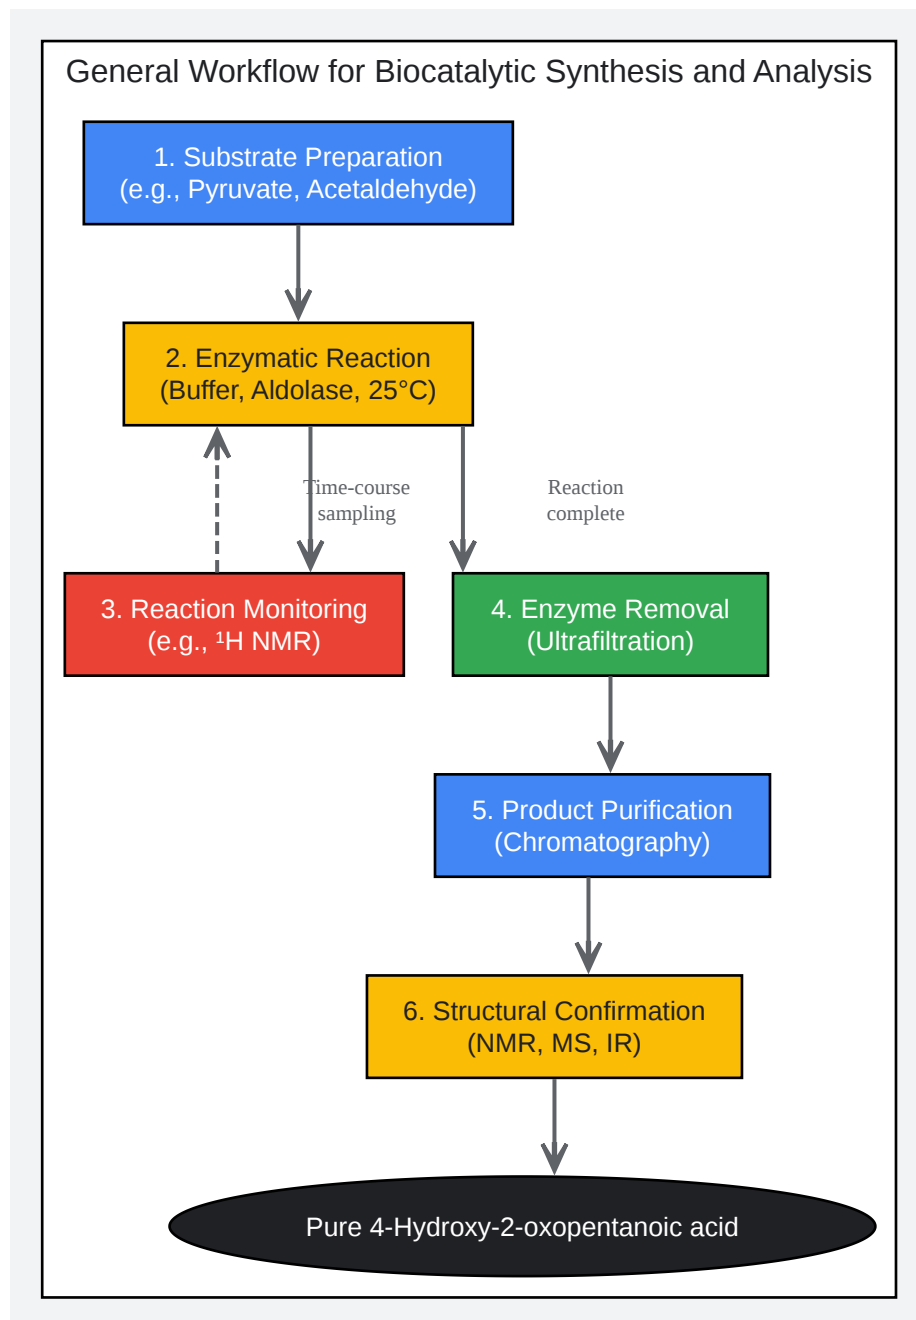 General Workflow for Biocatalytic Synthesis and Analysis
1. Substrate Preparation
(e.g., Pyruvate, Acetaldehyde)
2. Enzymatic Reaction
(Buffer, Aldolase, 25°C)
Time-course
sampling
Reaction
complete
3. Reaction Monitoring
(e.g., ¹H NMR)
4. Enzyme Removal
(Ultrafiltration)
5. Product Purification
(Chromatography)
6. Structural Confirmation
(NMR, MS, IR)
Pure 4-Hydroxy-2-oxopentanoic acid